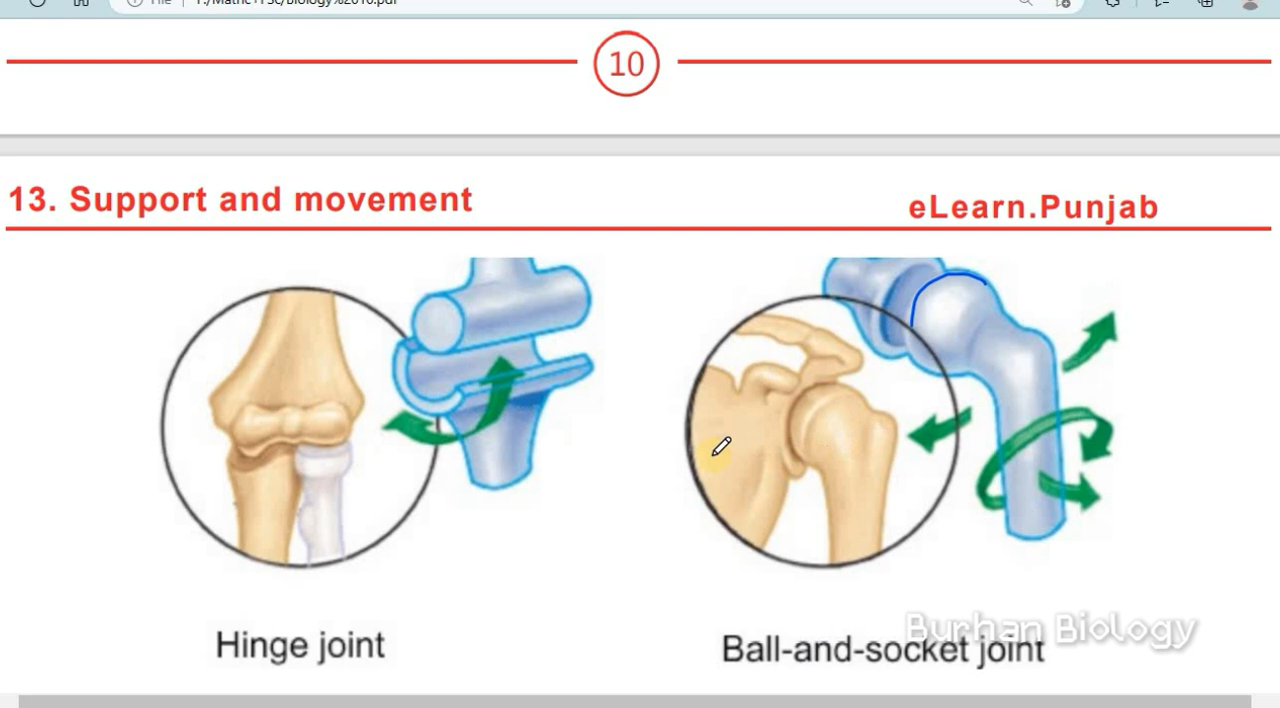 10
13. Support and movement
eLearn.Punjab
Hinge joint
Ball-and-socket joint
Burhan Biology